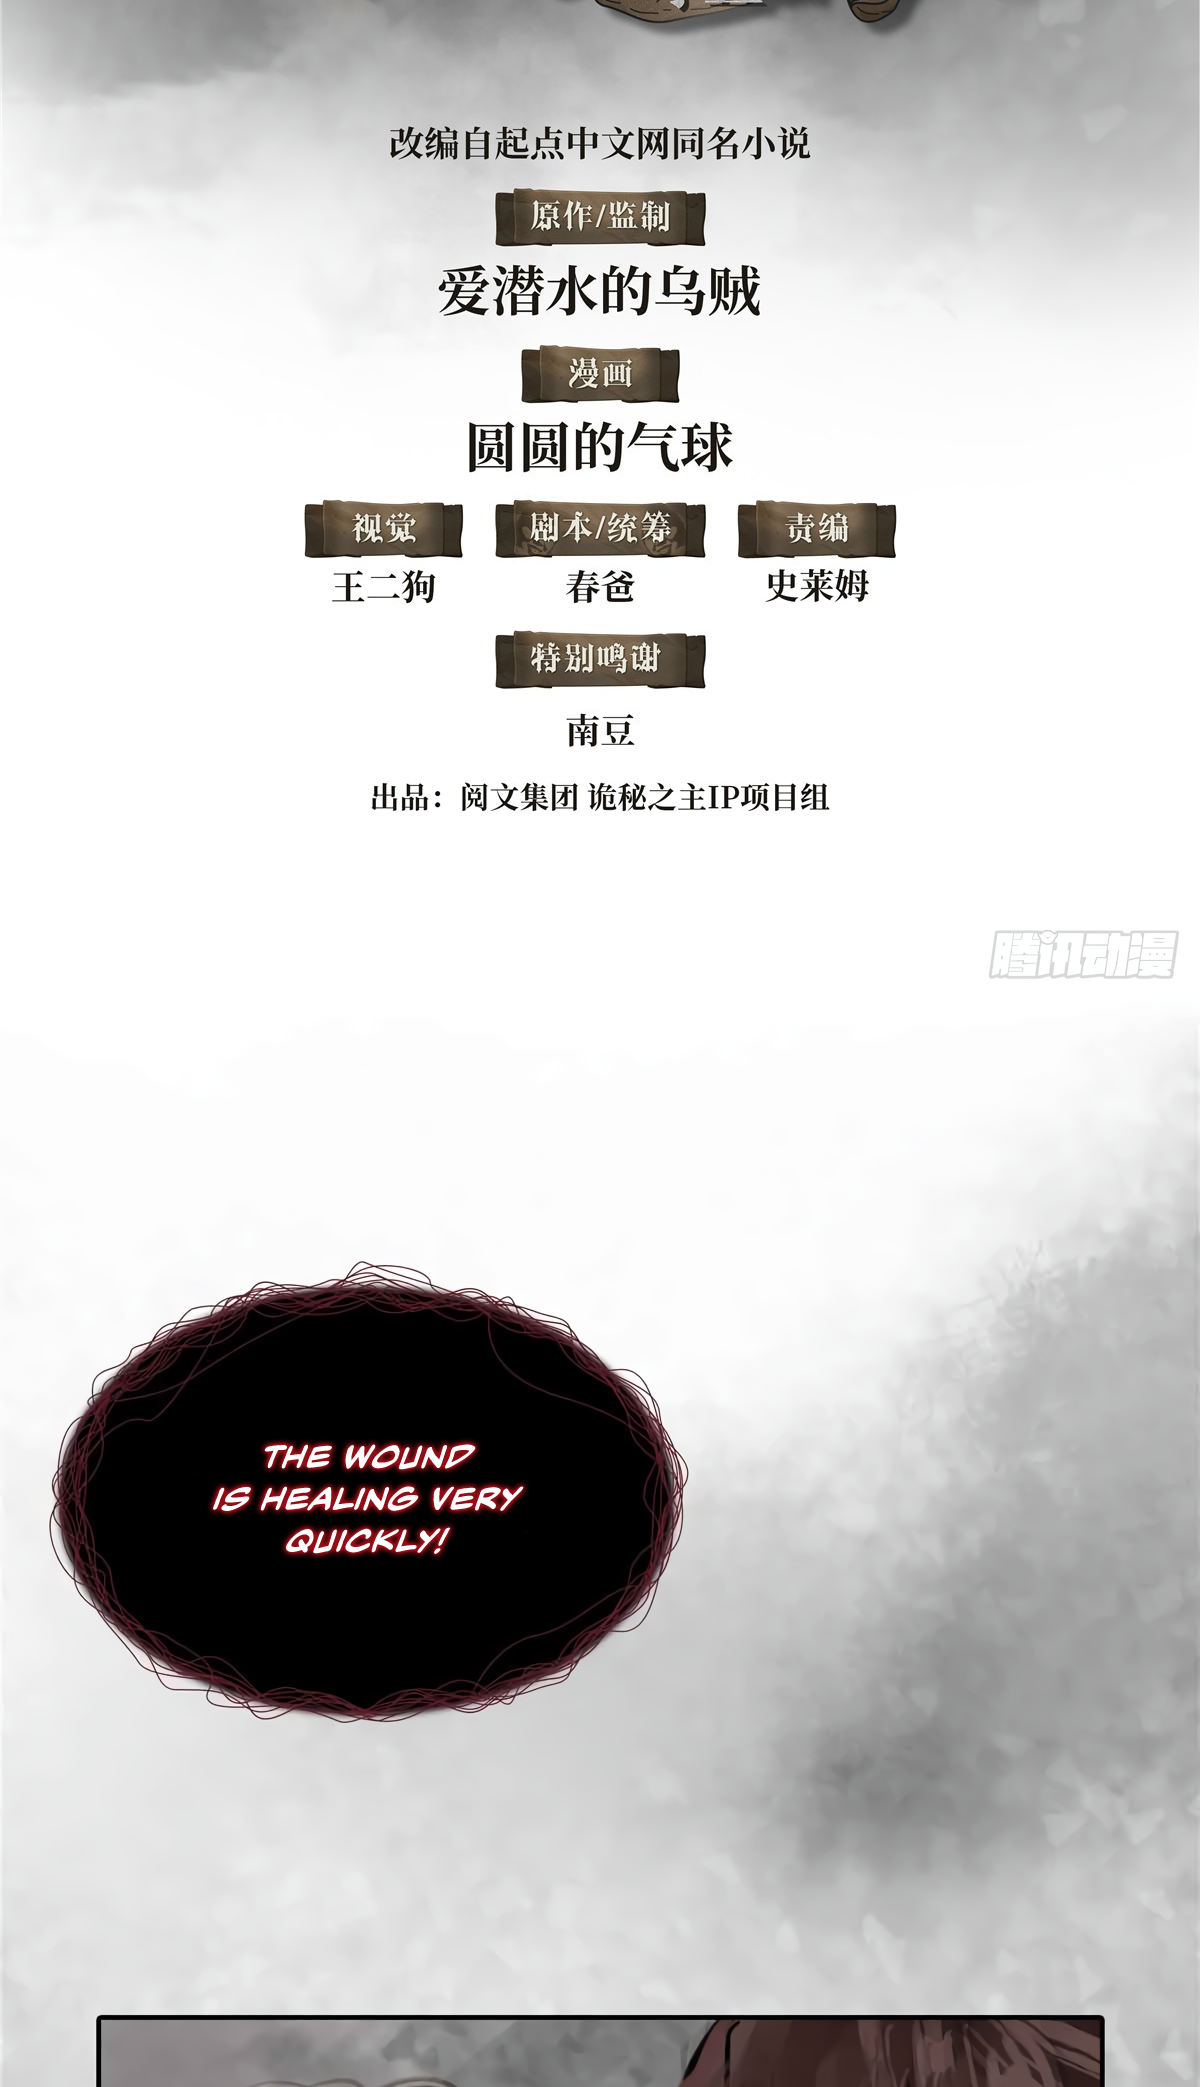 改编自起点中文网同名小说
原作/监制
爱潜水的乌贼
漫画
圆圆的气球
视觉 剧本/统筹 责编
王二狗 春爸 史莱姆
特别鸣谢
南豆
出品：阅文集团 诡秘之主IP项目组
腾讯动漫
THE WOUND
IS HEALING VERY
QUICKLY!